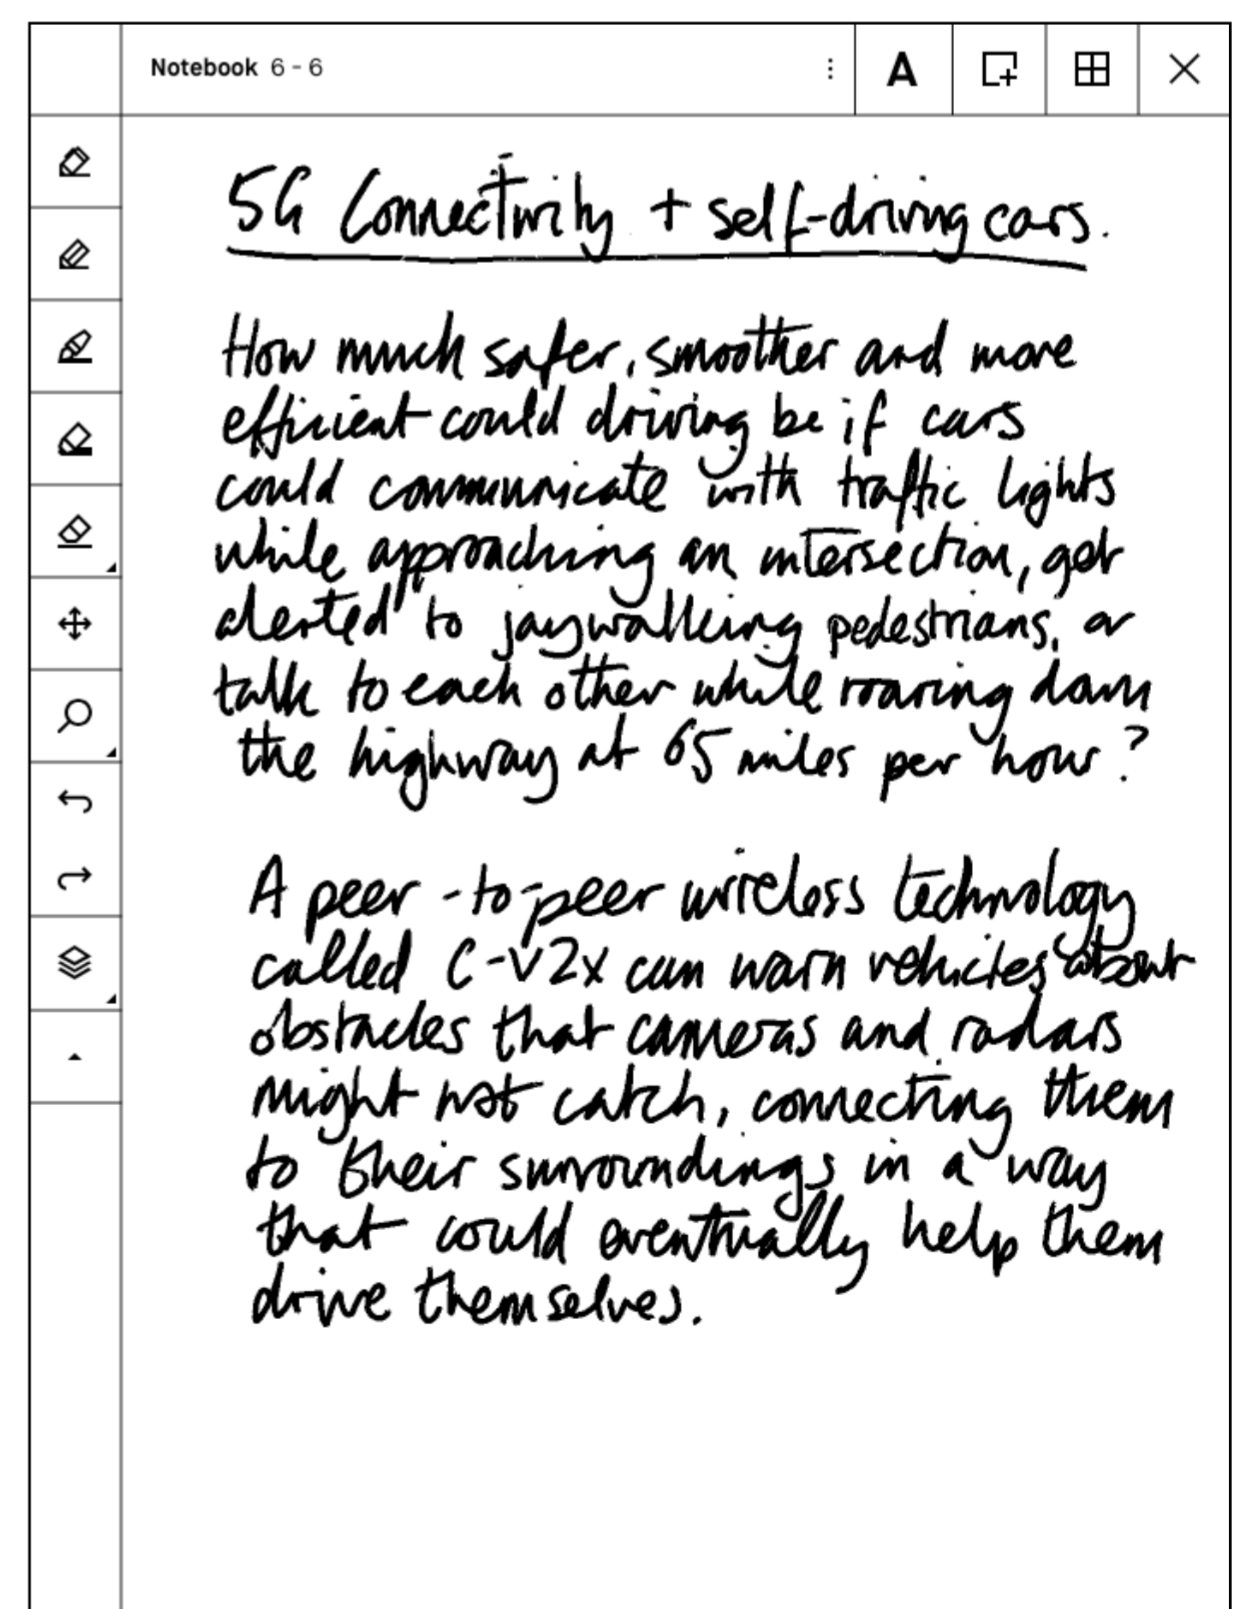 Notebook 6 - 6
A
5G Connectivity + self-driving cars.
How much safer, smoother and more
efficient could driving be if cars
could communicate with traffic lights
while approaching an intersection, get
alerted to jaywalking pedestrians, or
talk to each other while roaring down
the highway at 65 miles per hour?
A peer-to-peer wireless technology
called C-V2X can warn vehicles about
obstacles that cameras and radars
might not catch, connecting them
to their surroundings in a way
that could eventually help them
drive themselves.